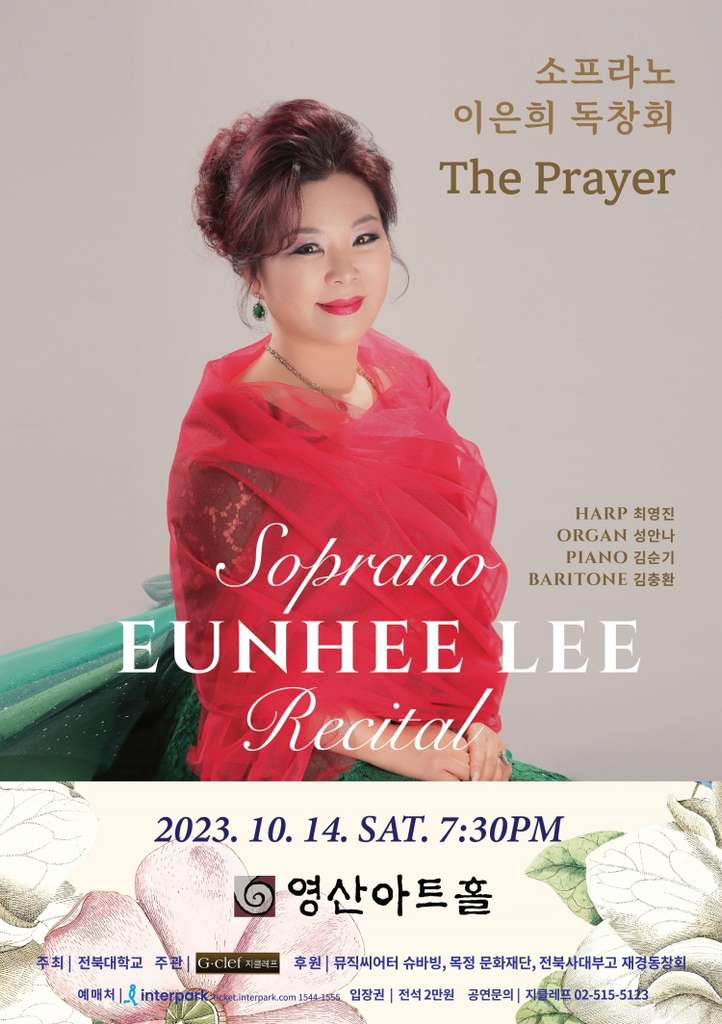 소프라노
이은희 독창회
The Prayer
HARP 최영진
ORGAN 성안나
PIANO 김순기
BARITONE 김충환
Soprano
EUNHEE LEE
Recital
2023. 10. 14. SAT. 7:30PM
영산아트홀
주최 | 전북대학교 주관 | G·clef 지클레프 후원 | 뮤직씨어터 슈바빙, 목정 문화재단, 전북사대부고 재경동창회
예매처 | interpark ticket.interpark.com 1544-1555 입장권 | 전석 2만원 공연문의 | 지클레프 02-515-5123